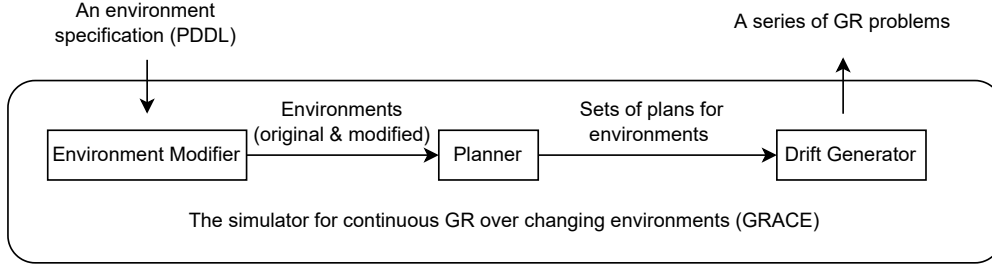 An environment
specification (PDDL)
A series of GR problems
Environments
(original & modified)
Sets of plans for
environments
Environment Modifier
Planner
Drift Generator
The simulator for continuous GR over changing environments (GRACE)